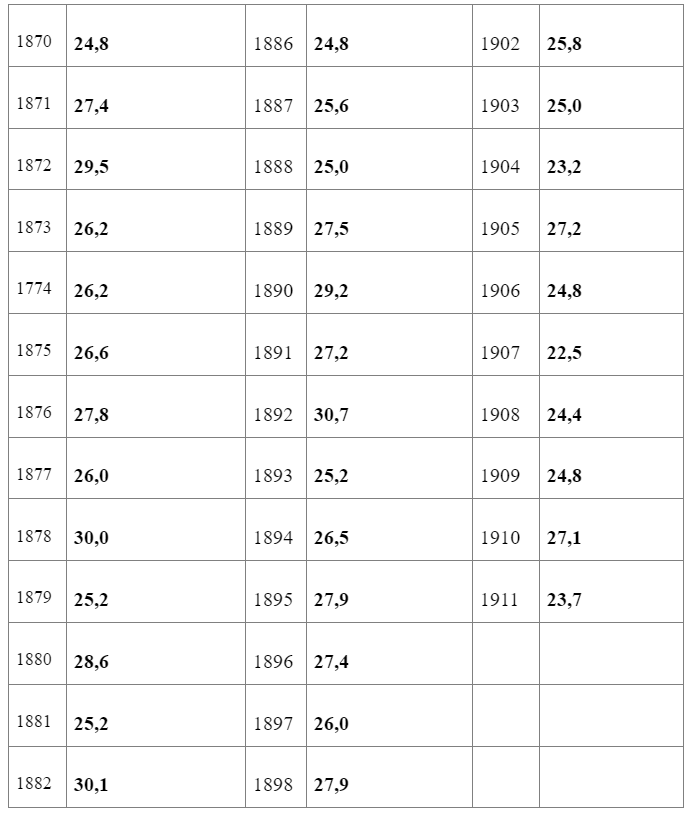 1870 24,8 1886 24,8 1902 25,8
1871 27,4 1887 25,6 1903 25,0
1872 29,5 1888 25,0 1904 23,2
1873 26,2 1889 27,5 1905 27,2
1774 26,2 1890 29,2 1906 24,8
1875 26,6 1891 27,2 1907 22,5
1876 27,8 1892 30,7 1908 24,4
1877 26,0 1893 25,2 1909 24,8
1878 30,0 1894 26,5 1910 27,1
1879 25,2 1895 27,9 1911 23,7
1880 28,6 1896 27,4
1881 25,2 1897 26,0
1882 30,1 1898 27,9